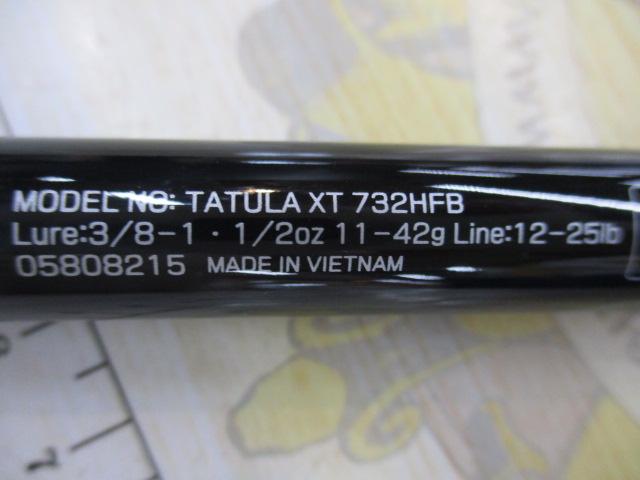 MODEL NO: TATULA XT 732HFB
Lure:3/8-1・1/2oz 11-42g Line:12-25lb
05808215 MADE IN VIETNAM
7